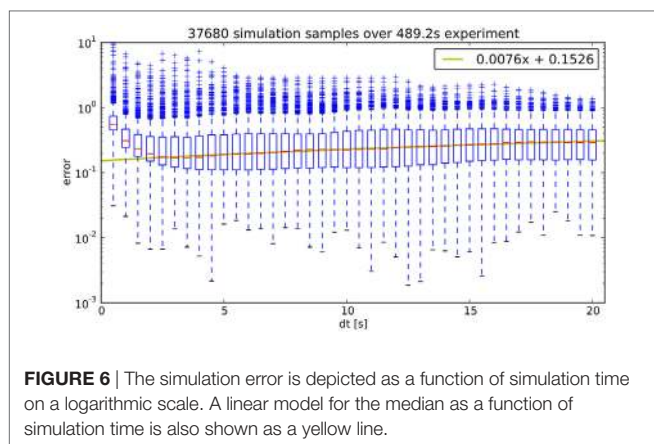 37680 simulation samples over 489.2s experiment
0.0076x + 0.1526
10^1
10^0
10^-1
10^-2
10^-3
error
0
5
10
15
20
dt [s]
FIGURE 6 | The simulation error is depicted as a function of simulation time
on a logarithmic scale. A linear model for the median as a function of
simulation time is also shown as a yellow line.